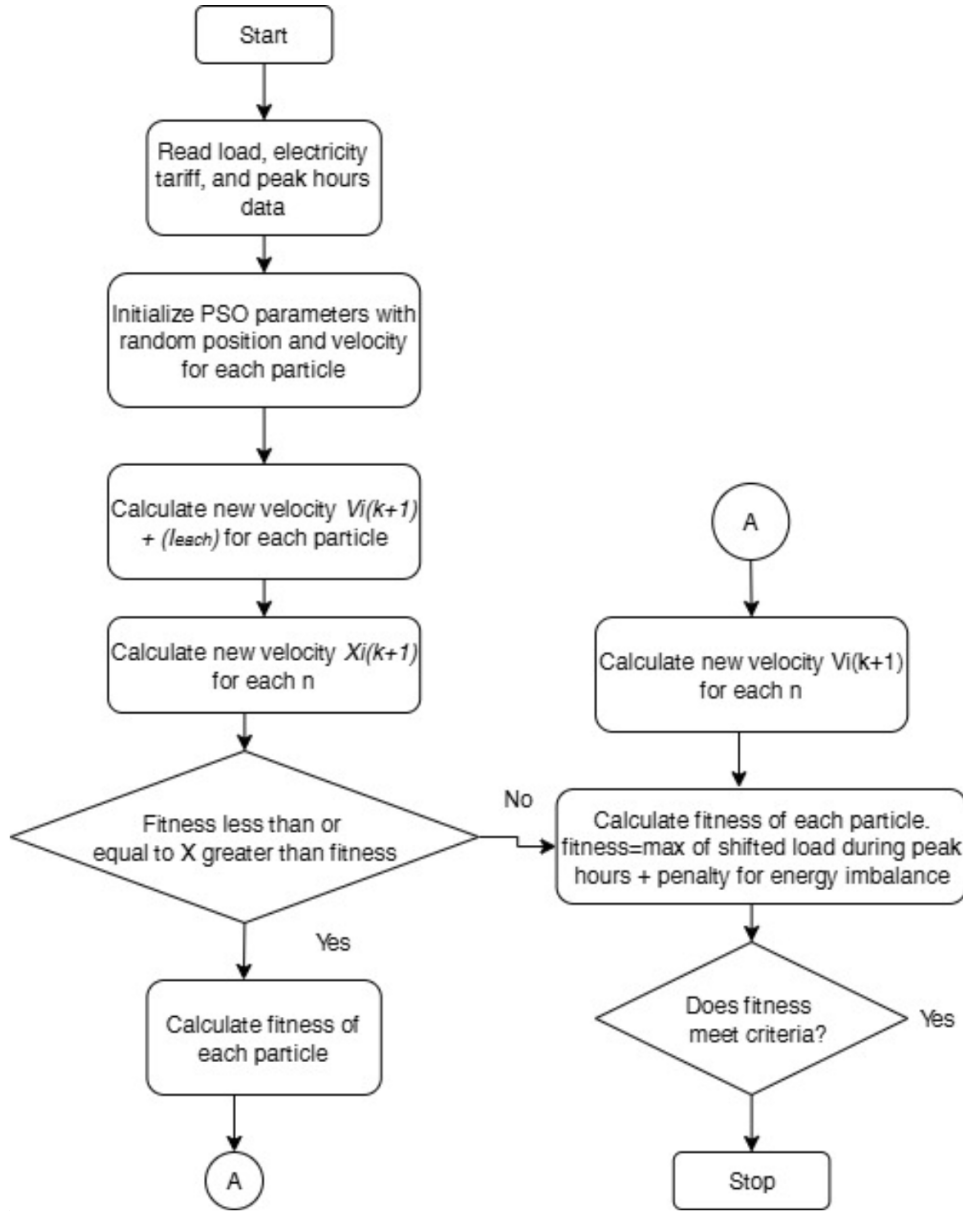 Start
Read load, electricity
tariff, and peak hours
data
Initialize PSO parameters with
random position and velocity
for each particle
Calculate new velocity Vi(k+1)
+ (Ieach) for each particle
Calculate new velocity Xi(k+1)
for each n
Fitness less than or
equal to X greater than fitness
No
Yes
Calculate fitness of
each particle
A
A
Calculate new velocity Vi(k+1)
for each n
Calculate fitness of each particle.
fitness=max of shifted load during peak
hours + penalty for energy imbalance
Does fitness
meet criteria?
Yes
Stop